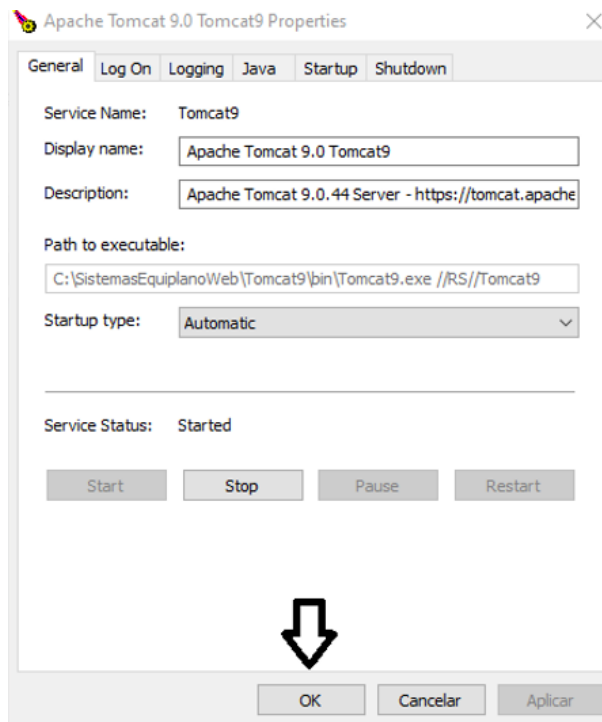 Apache Tomcat 9.0 Tomcat9 Properties
General Log On Logging Java Startup Shutdown
Service Name: Tomcat9
Display name: Apache Tomcat 9.0 Tomcat9
Description: Apache Tomcat 9.0.44 Server - https://tomcat.apache
Path to executable:
C:\SistemasEquiplanoWeb\Tomcat9\bin\Tomcat9.exe //RS//Tomcat9
Startup type: Automatic
Service Status: Started
Start Stop Pause Restart
OK Cancelar Aplicar